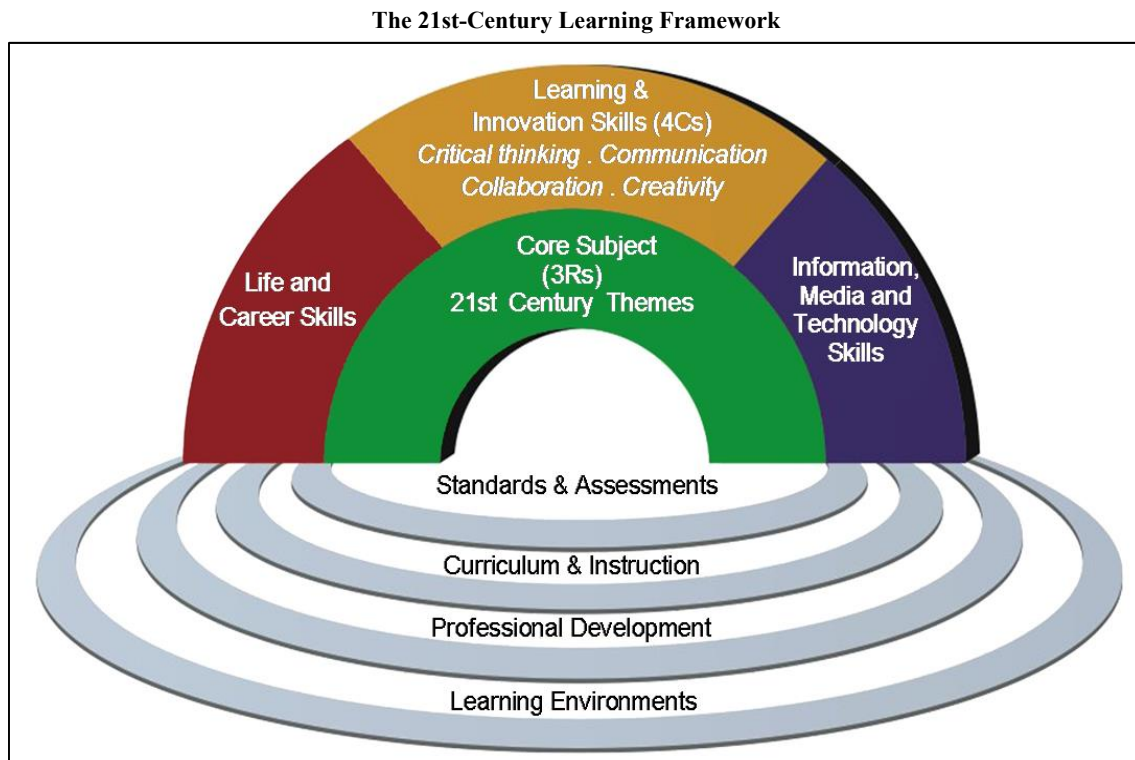 The 21st-Century Learning Framework
Learning &
Innovation Skills (4Cs)
Critical thinking . Communication
Collaboration . Creativity
Core Subject
(3Rs)
21st Century Themes
Life and
Career Skills
Information,
Media and
Technology
Skills
Standards & Assessments
Curriculum & Instruction
Professional Development
Learning Environments